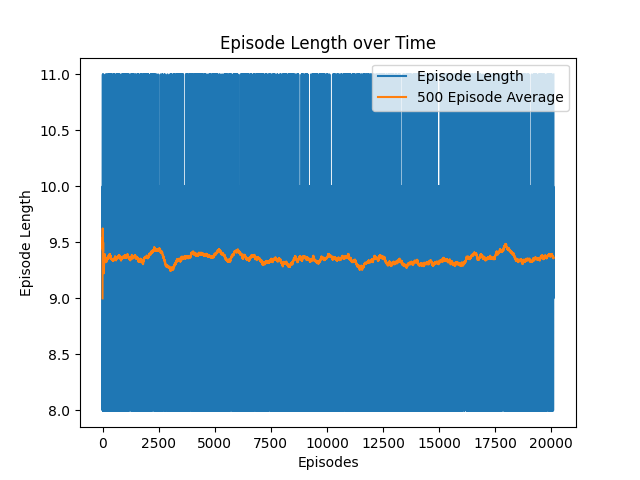 Episode Length over Time
Episode Length
500 Episode Average
11.0
10.5
10.0
9.5
9.0
8.5
8.0
Episode Length
0 2500 5000 7500 10000 12500 15000 17500 20000
Episodes